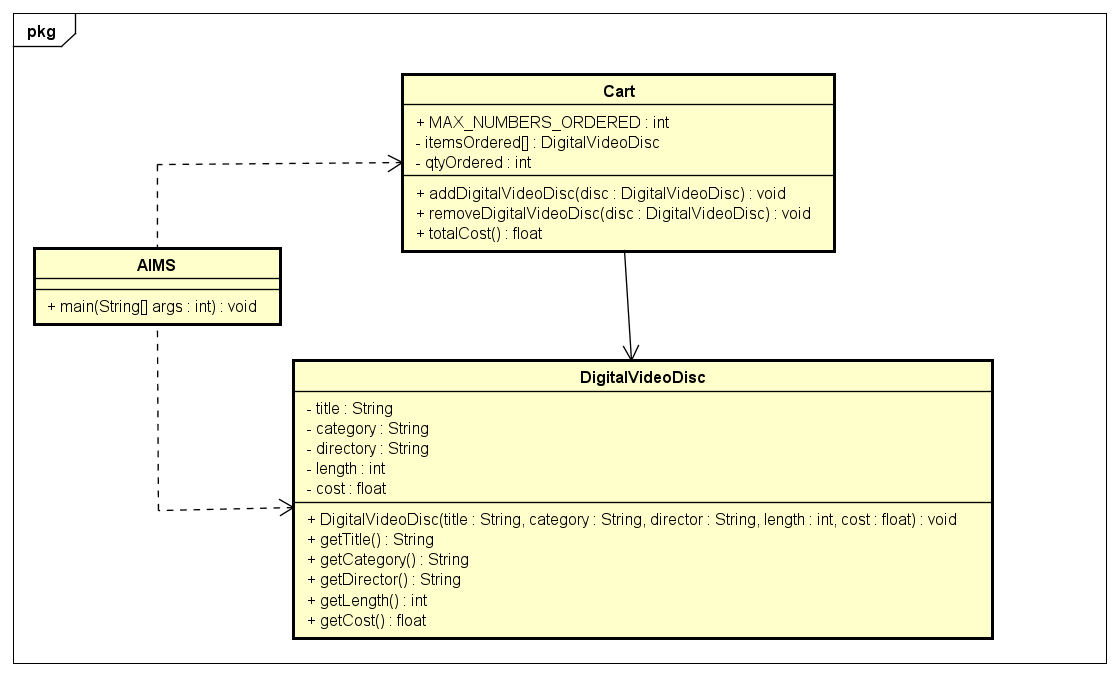 pkg
Cart
+ MAX_NUMBERS_ORDERED : int
- itemsOrdered[] : DigitalVideoDisc
- qtyOrdered : int
+ addDigitalVideoDisc(disc : DigitalVideoDisc) : void
+ removeDigitalVideoDisc(disc : DigitalVideoDisc) : void
+ totalCost() : float
AIMS
+ main(String[] args : int) : void
DigitalVideoDisc
- title : String
- category : String
- directory : String
- length : int
- cost : float
+ DigitalVideoDisc(title : String, category : String, director : String, length : int, cost : float) : void
+ getTitle() : String
+ getCategory() : String
+ getDirector() : String
+ getLength() : int
+ getCost() : float